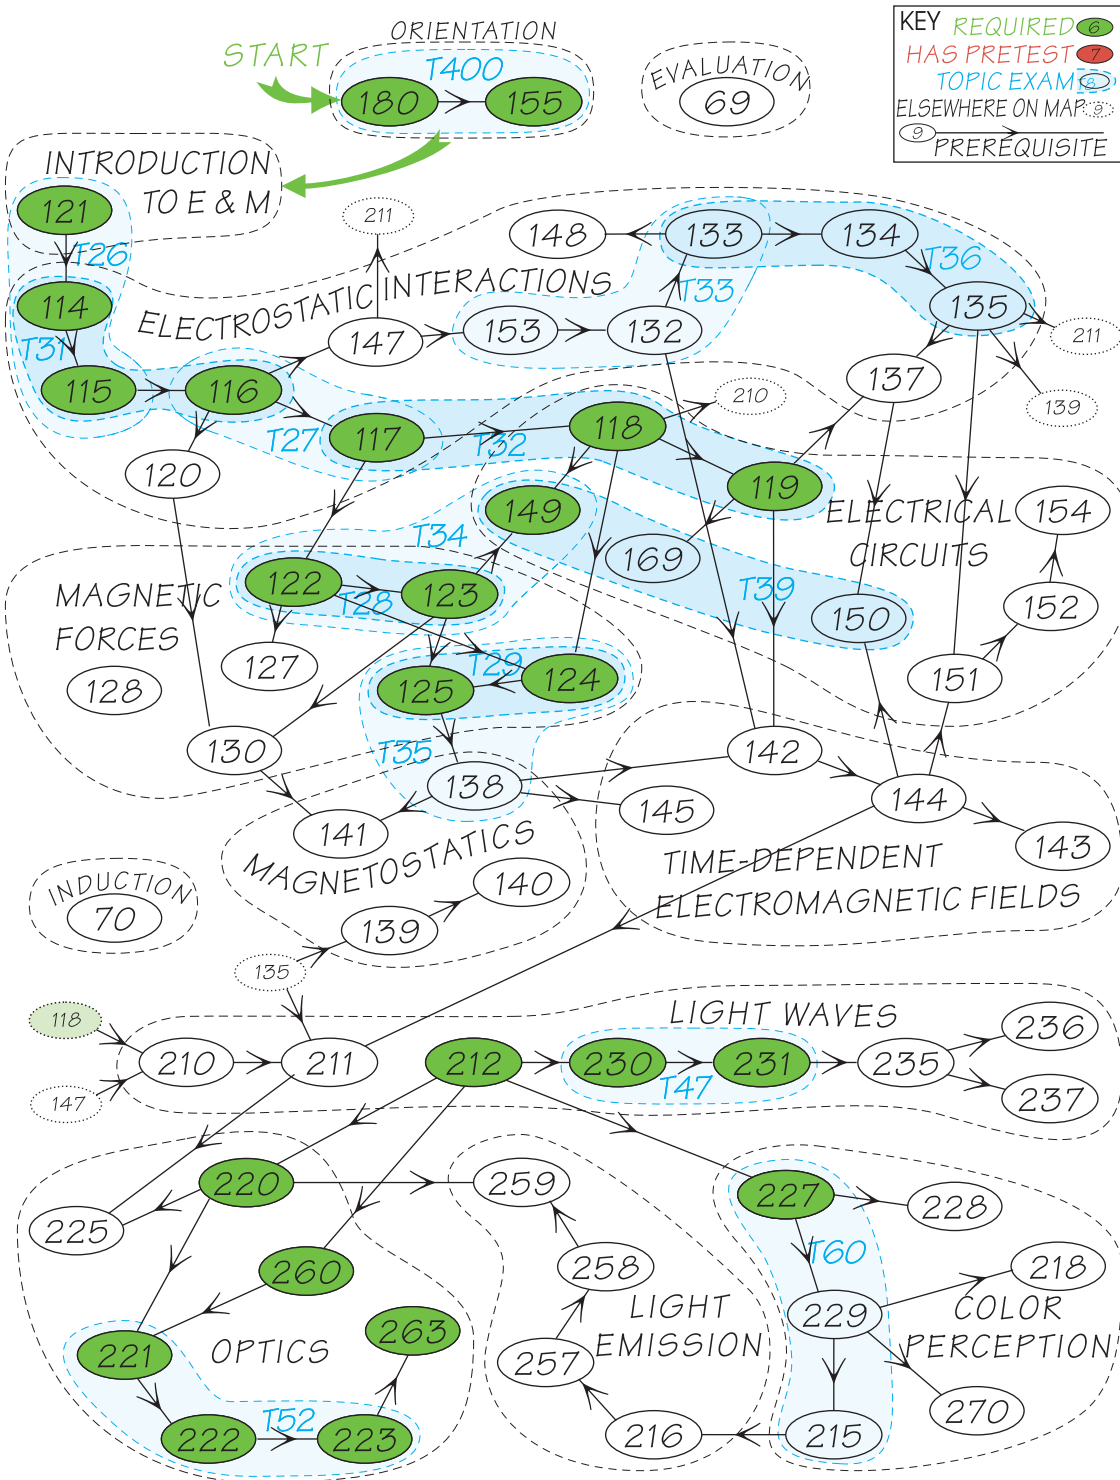 ORIENTATION
START
T400
180
155
EVALUATION
69
KEY
REQUIRED 6
HAS PRETEST 7
TOPIC EXAM 8
ELSEWHERE ON MAP 9
9 PREREQUISITE
INTRODUCTION
TO E & M
121
T26
114
T31
115
116
ELECTROSTATIC INTERACTIONS
211
147
148
133
134
T36
135
T33
153
132
211
137
139
117
T27
T32
118
210
120
119
149
T34
169
ELECTRICAL
CIRCUITS
154
152
T39
150
151
MAGNETIC
FORCES
122
T28
123
127
128
T29
125
124
130
T35
138
142
144
145
143
141
MAGNETOSTATICS
TIME-DEPENDENT
ELECTROMAGNETIC FIELDS
INDUCTION
70
140
139
135
118
147
LIGHT WAVES
210
211
212
230
231
T47
235
236
237
220
225
260
OPTICS
263
221
222
T52
223
259
258
LIGHT
EMISSION
257
216
227
228
T60
229
218
COLOR
PERCEPTION
270
215